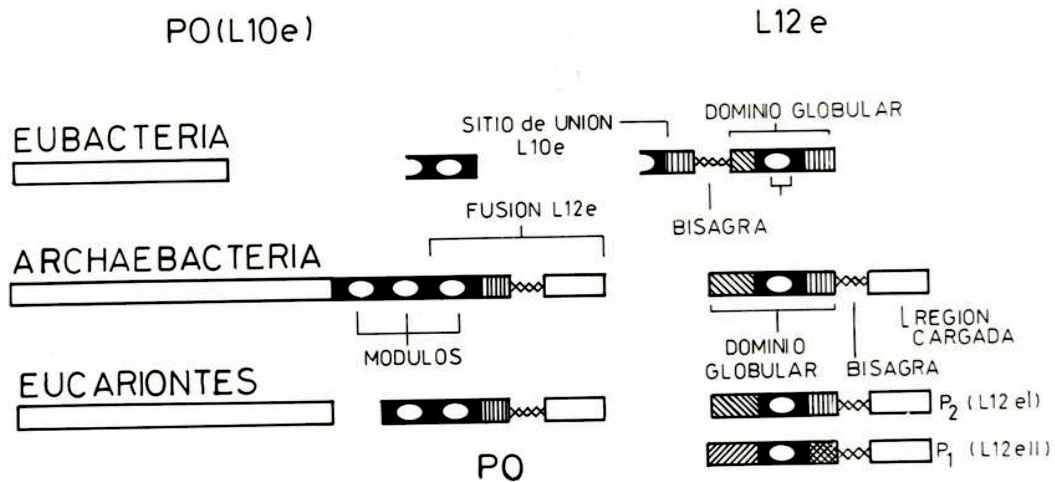 PO (L10e)
L12e
EUBACTERIA
SITIO de UNION
L10e
DOMINIO GLOBULAR
BISAGRA
FUSION L12e
ARCHAEBACTERIA
MODULOS
DOMINIO
GLOBULAR
BISAGRA
REGION
CARGADA
EUCARIONTES
P2 (L12eI)
P1 (L12eII)
PO